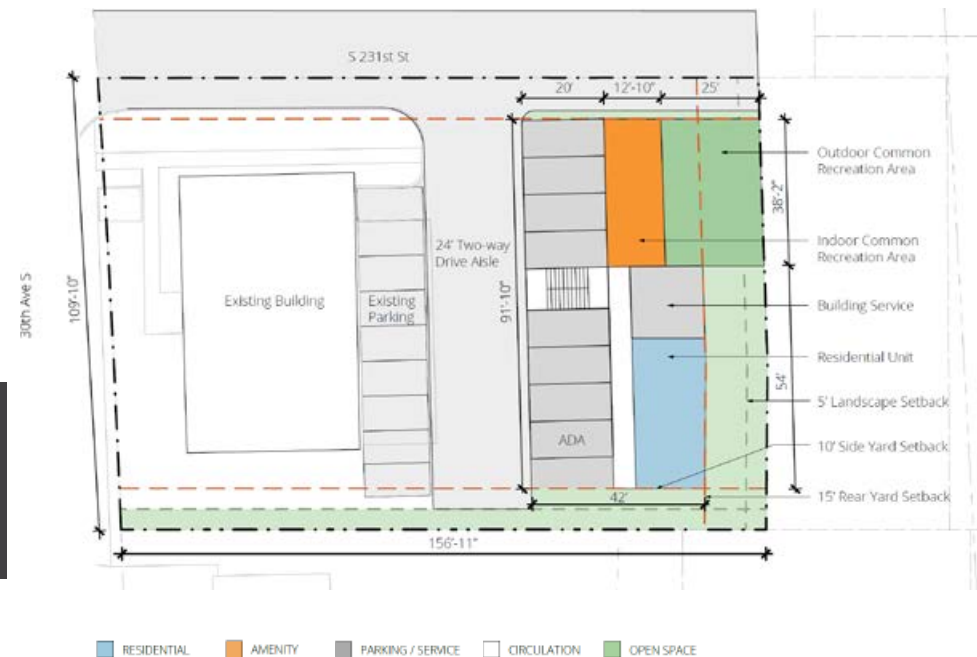 S 231st St
20'
12'-10"
25'
Outdoor Common
Recreation Area
38'-2"
Indoor Common
Recreation Area
24' Two-way
Drive Aisle
30th Ave S
109'-10"
Existing Building
Existing
Parking
91'-10"
Building Service
Residential Unit
54'
5' Landscape Setback
ADA
10' Side Yard Setback
42'
15' Rear Yard Setback
156'-11"
RESIDENTIAL
AMENITY
PARKING / SERVICE
CIRCULATION
OPEN SPACE